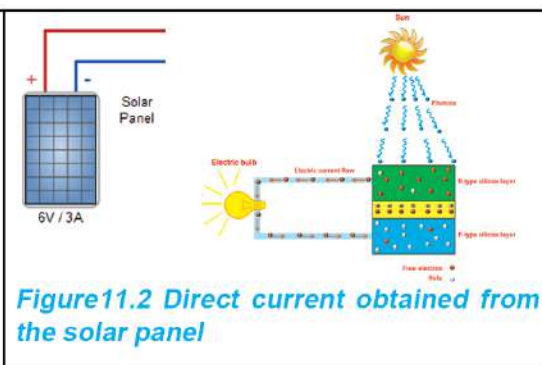 + -
Solar
Panel
6V / 3A
Sun
Photons
Electric bulb
Electric current flow
N-type silicon layer
P-type silicon layer
Free electron
Hole
Figure11.2 Direct current obtained from
the solar panel